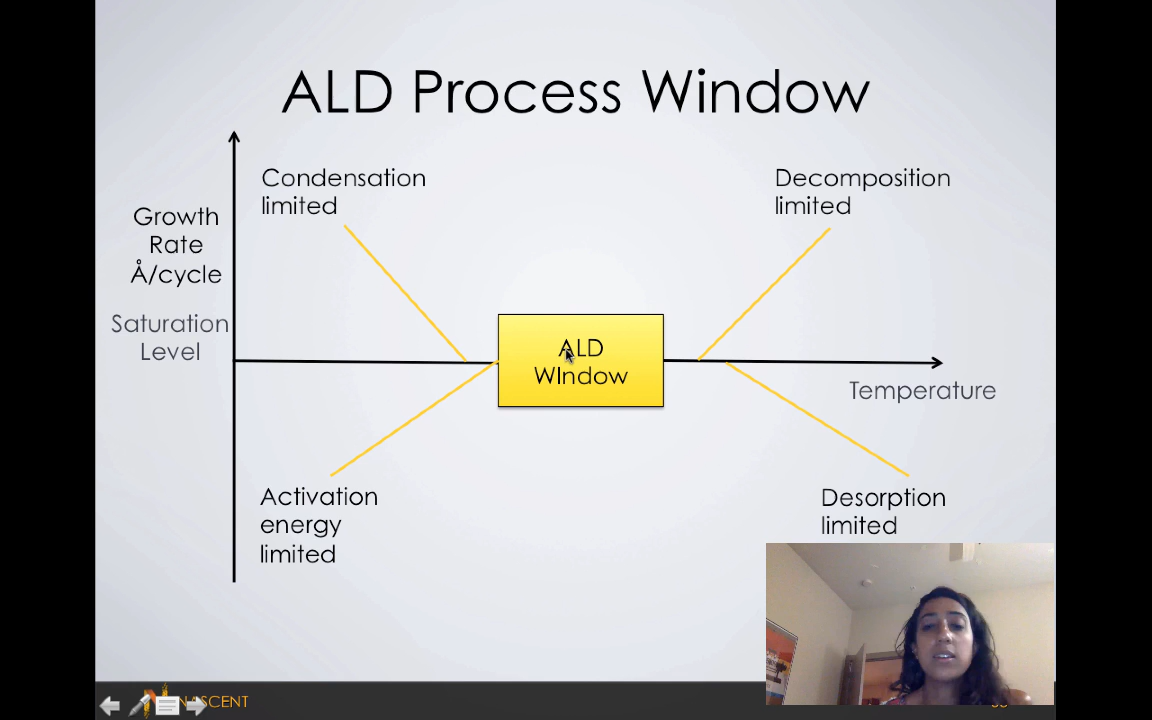 ALD Process Window
Condensation
limited
Decomposition
limited
Growth
Rate
Å/cycle
Saturation
Level
ALD
WIndow
Temperature
Activation
energy
limited
Desorption
limited